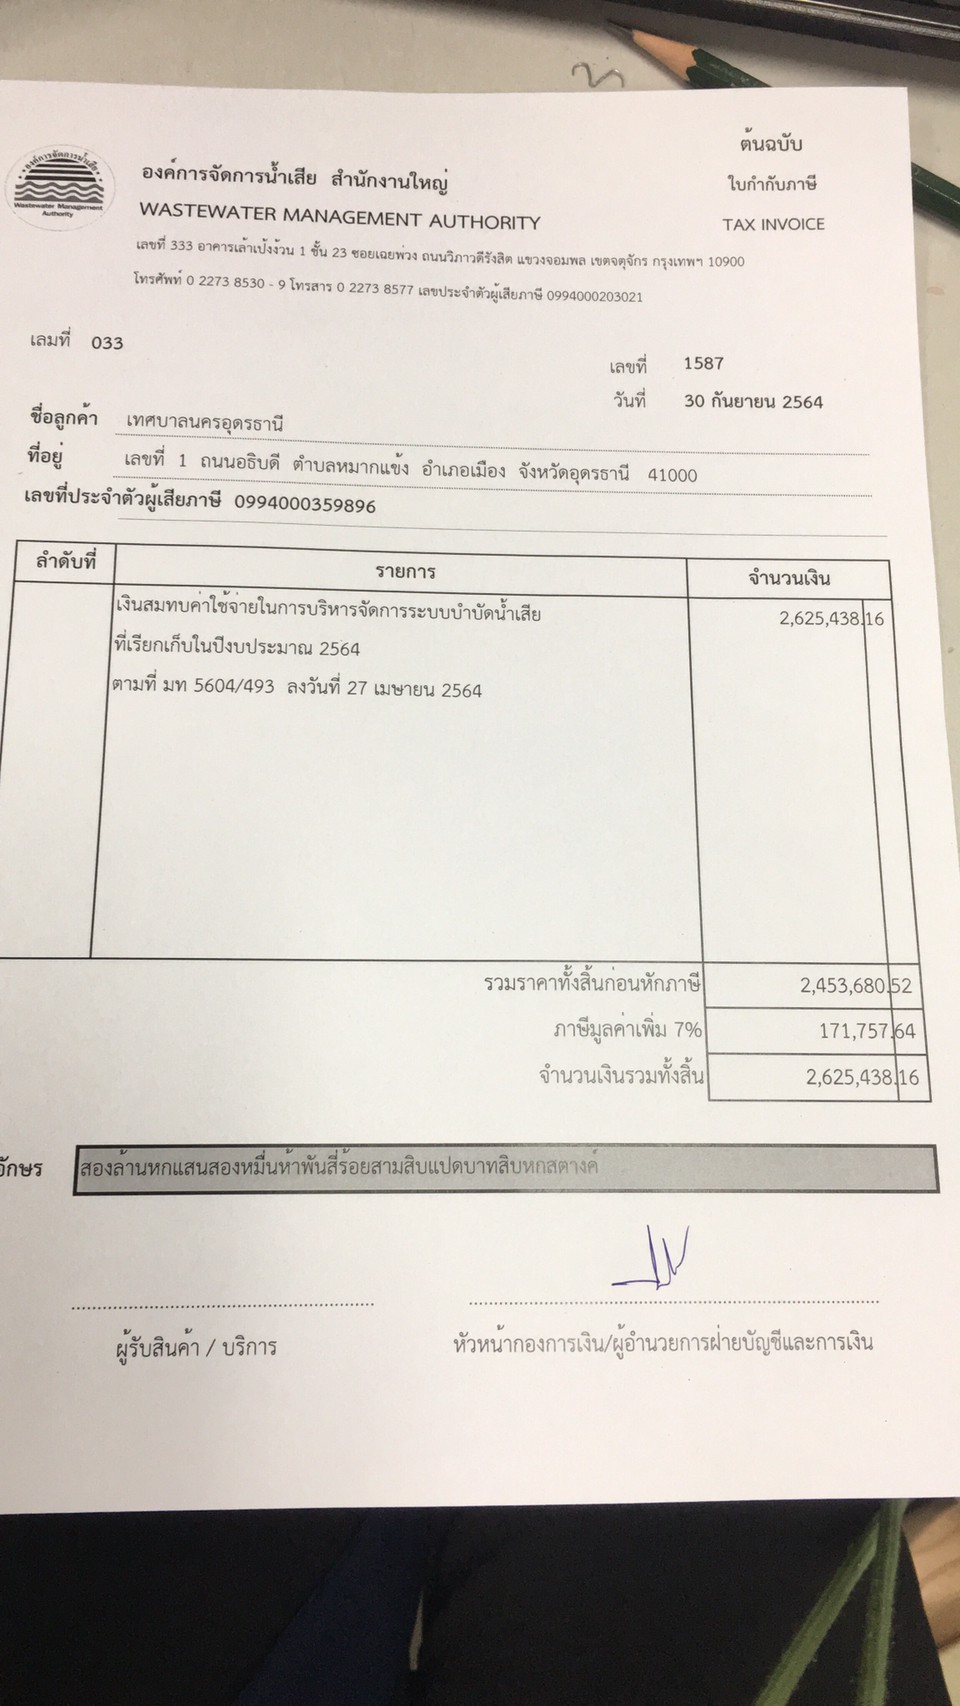 ต้นฉบับ
ใบกำกับภาษี
TAX INVOICE
องค์การจัดการน้ำเสีย
Wastewater Management
Authority
องค์การจัดการน้ำเสีย สำนักงานใหญ่
WASTEWATER MANAGEMENT AUTHORITY
เลขที่ 333 อาคารเล้าเป้งง้วน 1 ชั้น 23 ซอยเฉยพ่วง ถนนวิภาวดีรังสิต แขวงจอมพล เขตจตุจักร กรุงเทพฯ 10900
โทรศัพท์ 0 2273 8530 - 9 โทรสาร 0 2273 8577 เลขประจำตัวผู้เสียภาษี 0994000203021
เลมที่ 033
เลขที่ 1587
วันที่ 30 กันยายน 2564
ชื่อลูกค้า เทศบาลนครอุดรธานี
ที่อยู่ เลขที่ 1 ถนนอธิบดี ตำบลหมากแข้ง อำเภอเมือง จังหวัดอุดรธานี 41000
เลขที่ประจำตัวผู้เสียภาษี 0994000359896
ลำดับที่ รายการ จำนวนเงิน
เงินสมทบค่าใช้จ่ายในการบริหารจัดการระบบบำบัดน้ำเสีย 2,625,438.16
ที่เรียกเก็บในปีงบประมาณ 2564
ตามที่ มท 5604/493 ลงวันที่ 27 เมษายน 2564
รวมราคาทั้งสิ้นก่อนหักภาษี 2,453,680.52
ภาษีมูลค่าเพิ่ม 7% 171,757.64
จำนวนเงินรวมทั้งสิ้น 2,625,438.16
อักษร สองล้านหกแสนสองหมื่นห้าพันสี่ร้อยสามสิบแปดบาทสิบหกสตางค์
ผู้รับสินค้า / บริการ
หัวหน้ากองการเงิน/ผู้อำนวยการฝ่ายบัญชีและการเงิน